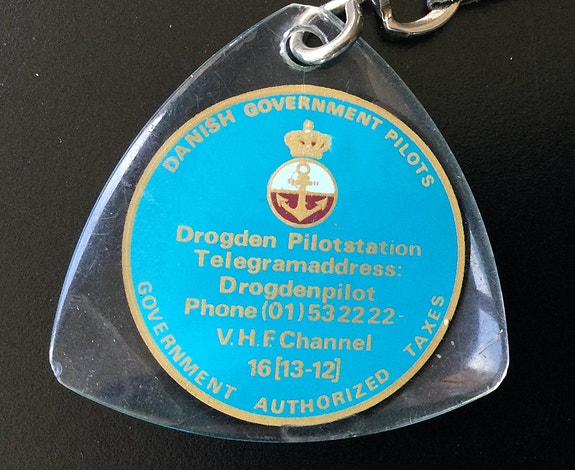 DANISH GOVERNMENT PILOTS
Drogden Pilotstation
Telegramaddress:
Drogdenpilot
Phone (01) 53 22 22-
V.H.F. Channel
16 [13-12]
GOVERNMENT AUTHORIZED TAXES